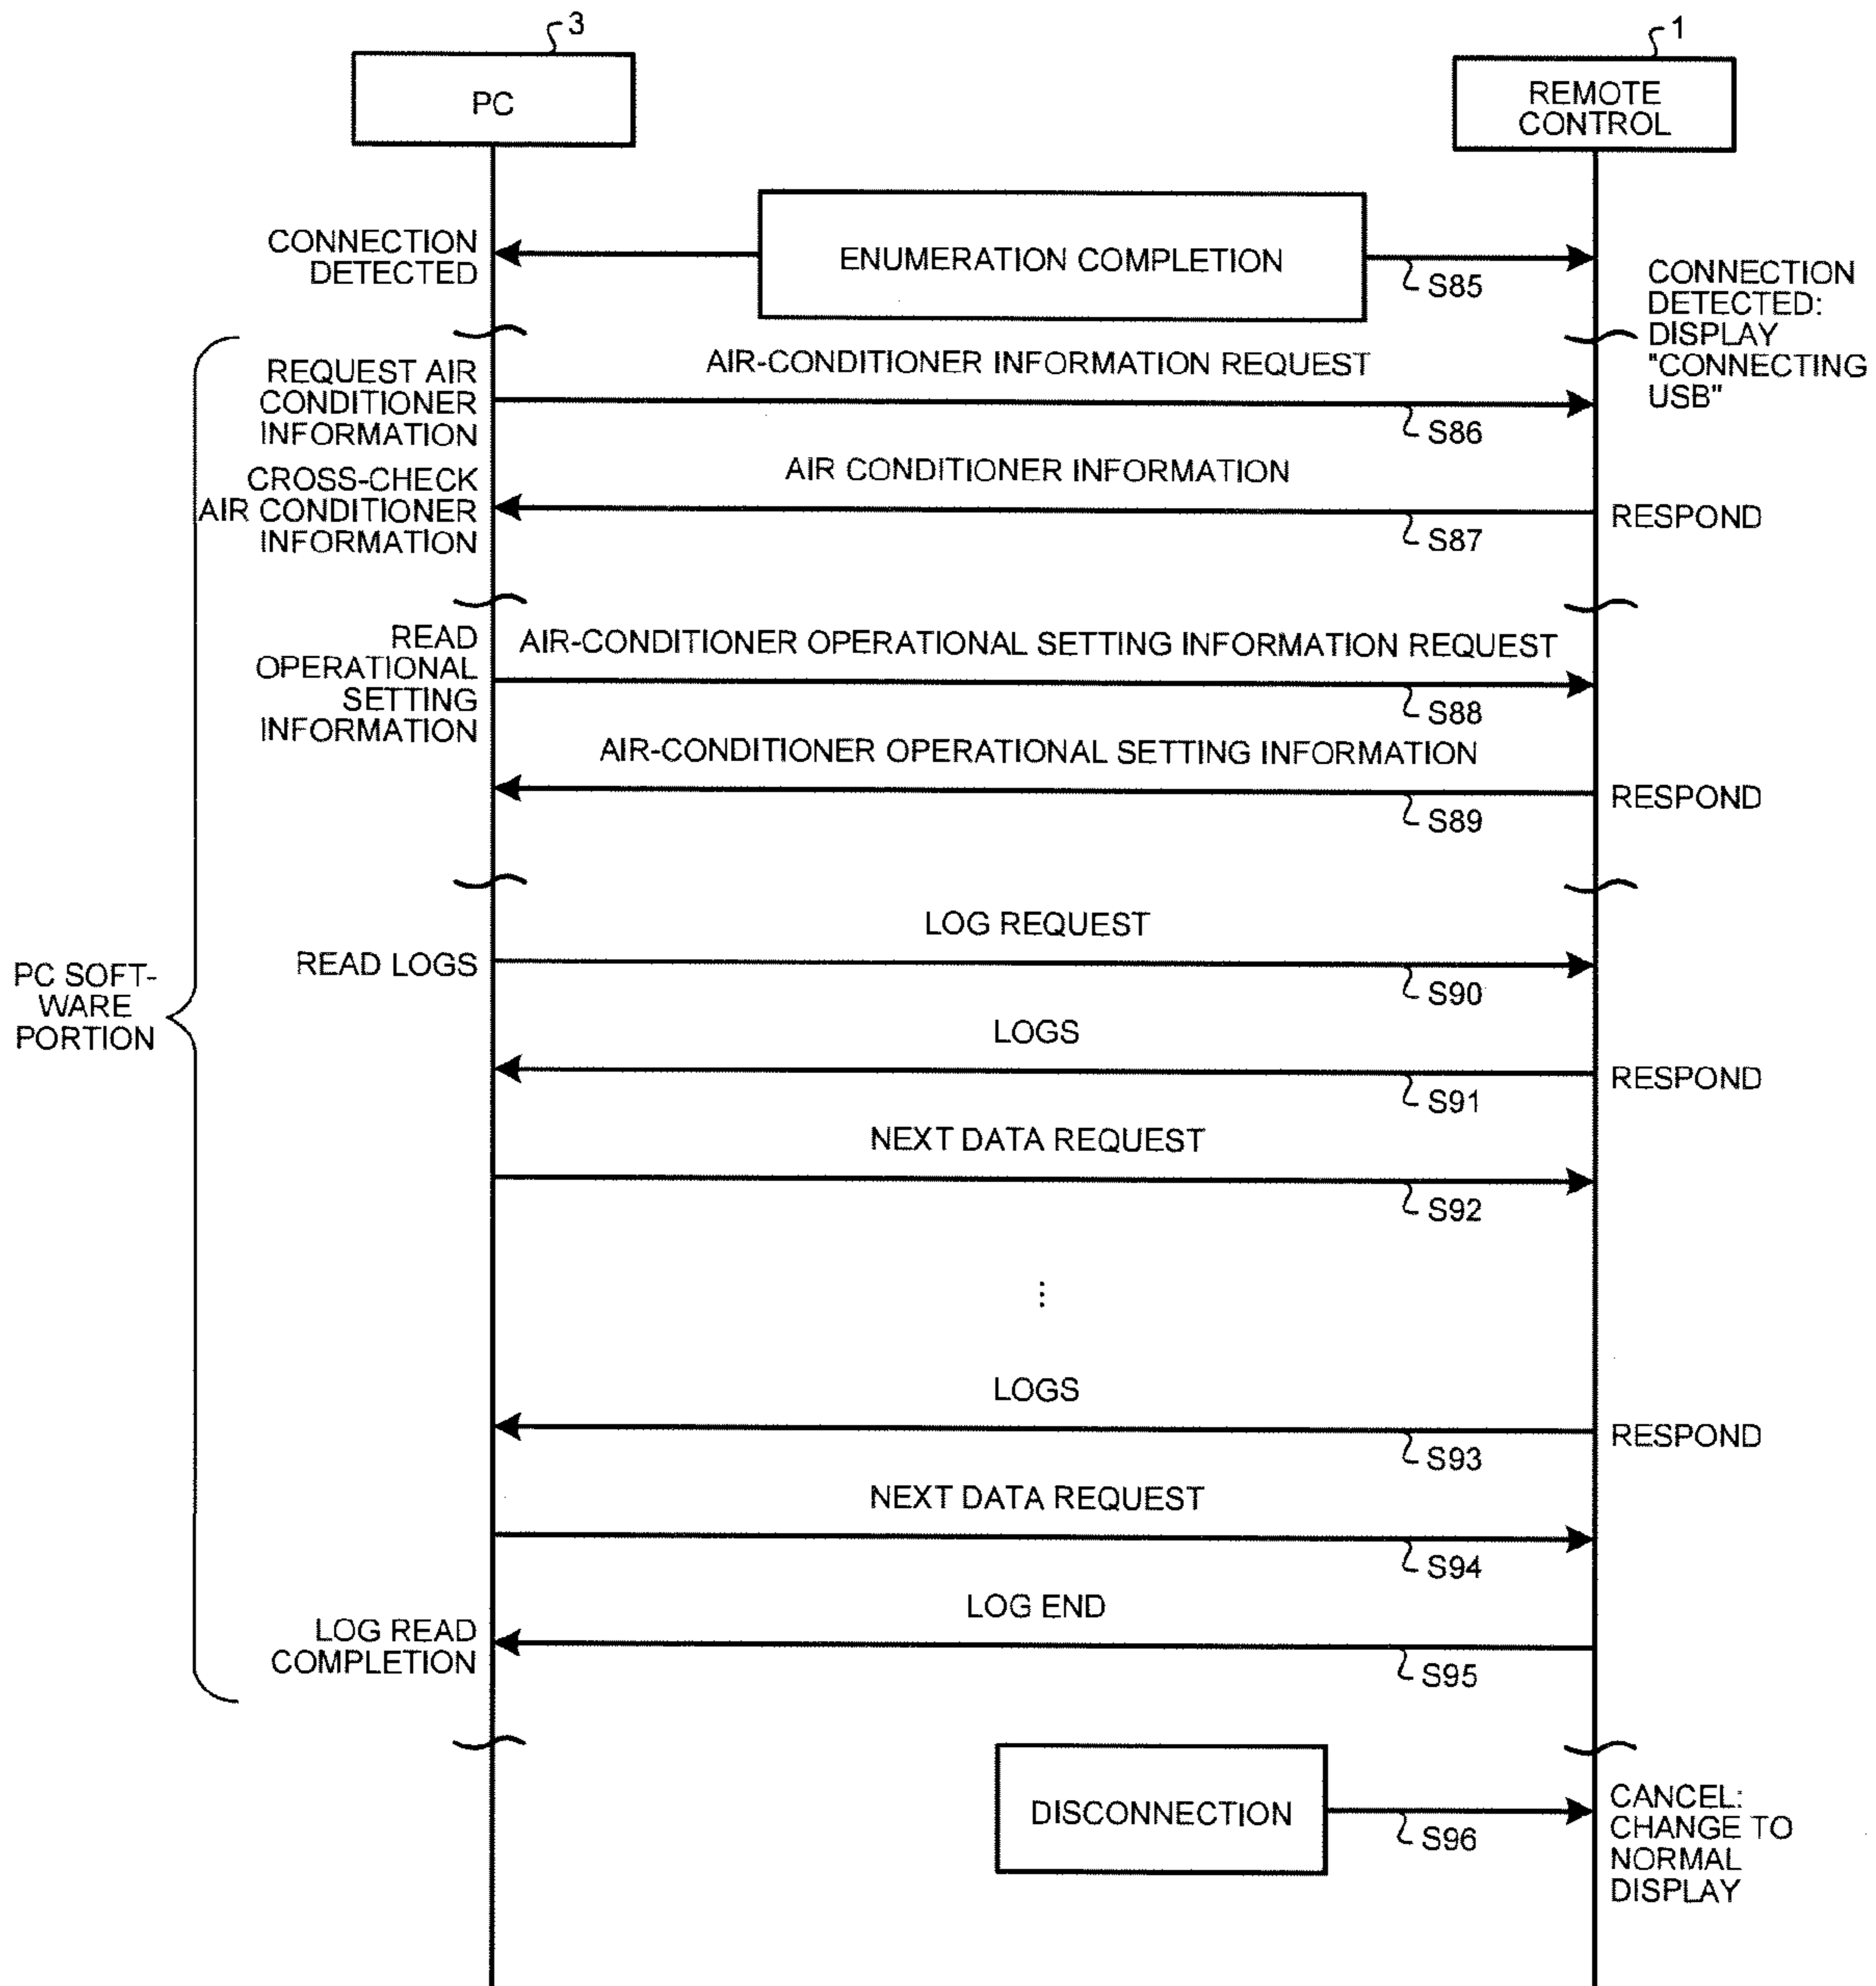 3
1
PC
REMOTE
CONTROL
CONNECTION
DETECTED
ENUMERATION COMPLETION
S85
CONNECTION
DETECTED:
DISPLAY
"CONNECTING
USB"
REQUEST AIR
CONDITIONER
INFORMATION
AIR-CONDITIONER INFORMATION REQUEST
S86
CROSS-CHECK
AIR CONDITIONER
INFORMATION
AIR CONDITIONER INFORMATION
S87
RESPOND
READ
OPERATIONAL
SETTING
INFORMATION
AIR-CONDITIONER OPERATIONAL SETTING INFORMATION REQUEST
S88
AIR-CONDITIONER OPERATIONAL SETTING INFORMATION
S89
RESPOND
PC SOFT-
WARE
PORTION
LOG REQUEST
READ LOGS
S90
LOGS
S91
RESPOND
NEXT DATA REQUEST
S92
⋮
LOGS
S93
RESPOND
NEXT DATA REQUEST
S94
LOG END
LOG READ
COMPLETION
S95
DISCONNECTION
S96
CANCEL:
CHANGE TO
NORMAL
DISPLAY